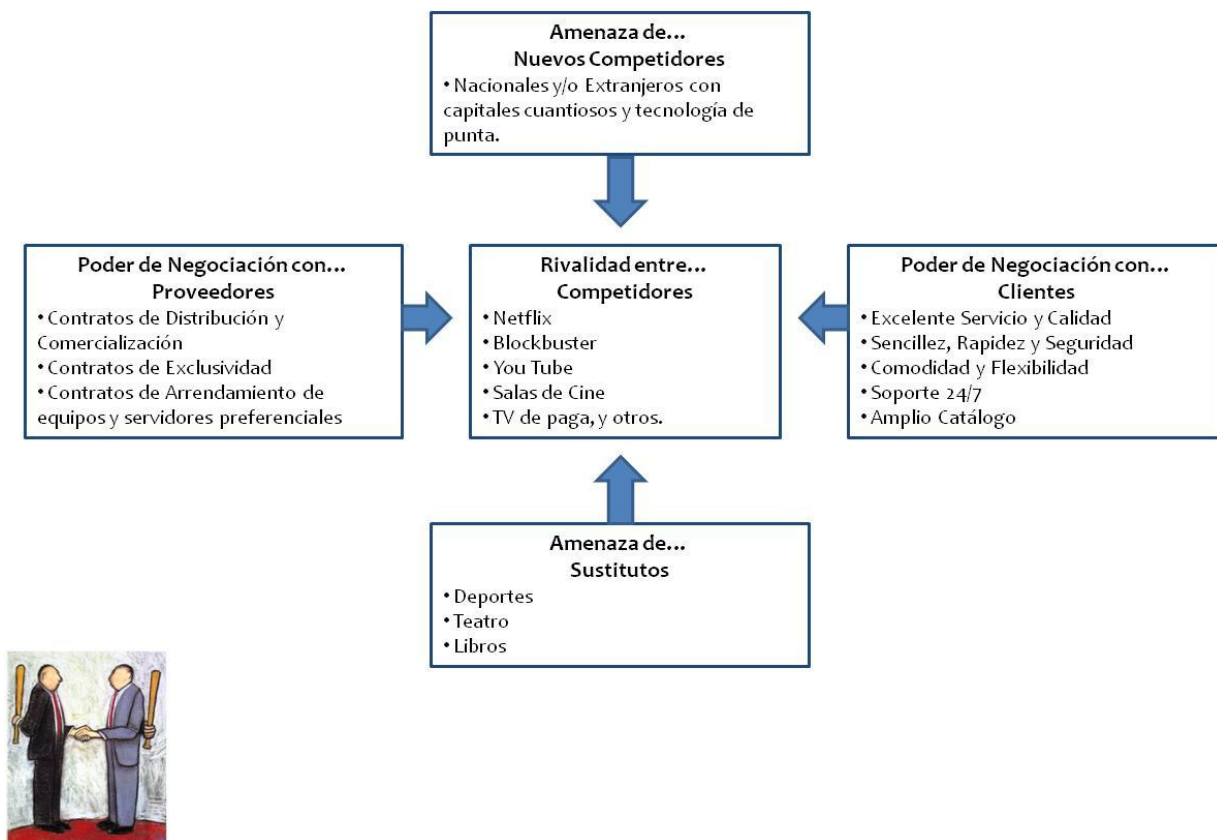 Amenaza de...
Nuevos Competidores
• Nacionales y/o Extranjeros con
capitales cuantiosos y tecnología de
punta.
Poder de Negociación con...
Proveedores
• Contratos de Distribución y
Comercialización
• Contratos de Exclusividad
• Contratos de Arrendamiento de
equipos y servidores preferenciales
Rivalidad entre...
Competidores
• Netflix
• Blockbuster
• You Tube
• Salas de Cine
• TV de paga, y otros.
Poder de Negociación con...
Clientes
• Excelente Servicio y Calidad
• Sencillez, Rapidez y Seguridad
• Comodidad y Flexibilidad
• Soporte 24/7
• Amplio Catálogo
Amenaza de...
Sustitutos
• Deportes
• Teatro
• Libros